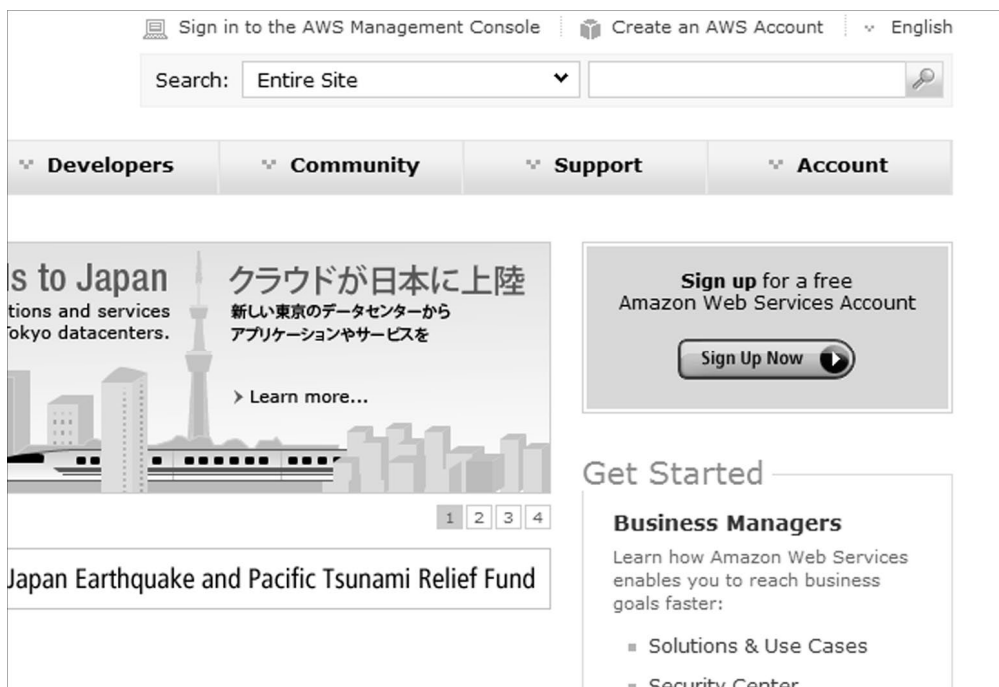 Sign in to the AWS Management Console Create an AWS Account English
Search: Entire Site
Developers Community Support Account
ls to Japan
tions and services
okyo datacenters.
クラウドが日本に上陸
新しい東京のデータセンターから
アプリケーションやサービスを
Learn more...
1 2 3 4
Japan Earthquake and Pacific Tsunami Relief Fund
Sign up for a free
Amazon Web Services Account
Sign Up Now
Get Started
Business Managers
Learn how Amazon Web Services
enables you to reach business
goals faster:
Solutions & Use Cases
Security Center